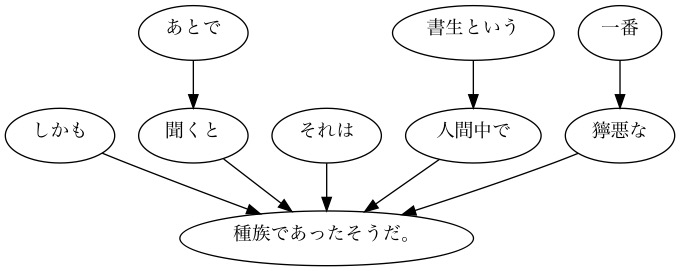 あとで
書生という
一番
しかも
聞くと
それは
人間中で
獰悪な
種族であったそうだ。